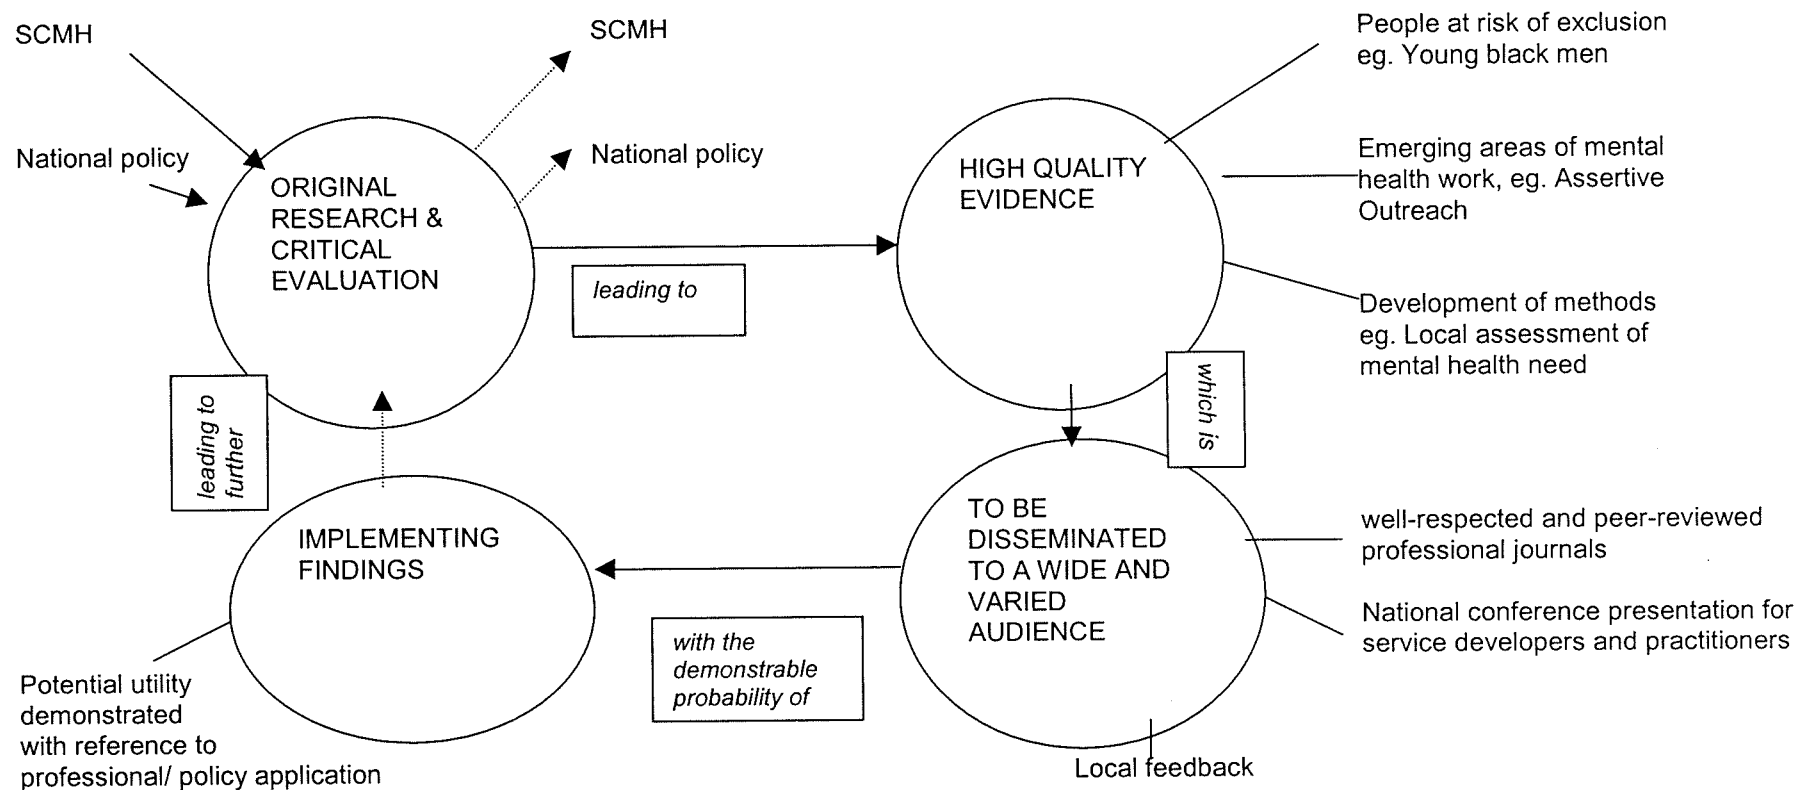 SCMH
SCMH
National policy
National policy
ORIGINAL
RESEARCH &
CRITICAL
EVALUATION
leading to
HIGH QUALITY
EVIDENCE
People at risk of exclusion
eg. Young black men
Emerging areas of mental
health work, eg. Assertive
Outreach
Development of methods
eg. Local assessment of
mental health need
which is
TO BE
DISSEMINATED
TO A WIDE AND
VARIED
AUDIENCE
well-respected and peer-reviewed
professional journals
National conference presentation for
service developers and practitioners
Local feedback
with the
demonstrable
probability of
IMPLEMENTING
FINDINGS
Potential utility
demonstrated
with reference to
professional/ policy application
leading to
further